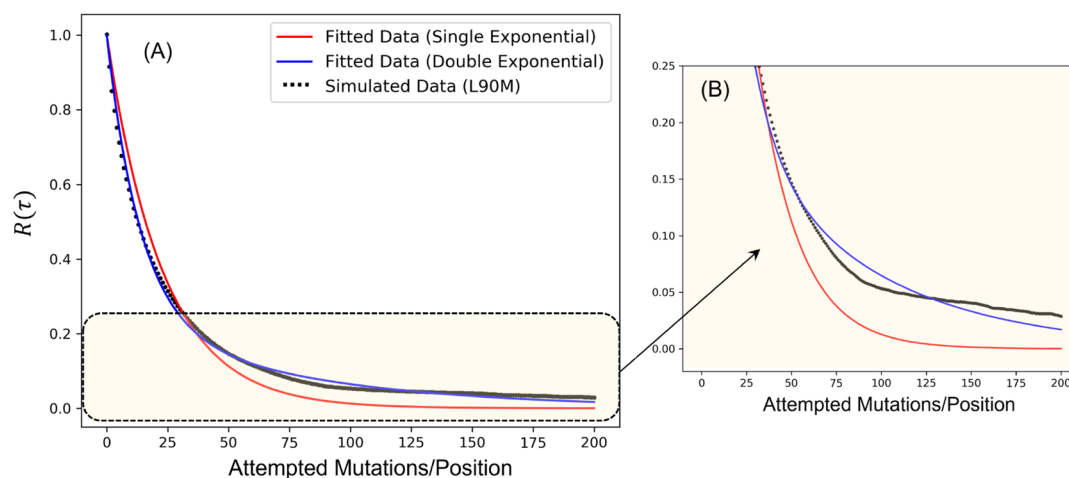 (A)
Fitted Data (Single Exponential)
Fitted Data (Double Exponential)
Simulated Data (L90M)
1.0
0.8
0.6
0.4
0.2
0.0
R(τ)
0 25 50 75 100 125 150 175 200
Attempted Mutations/Position
(B)
0.25
0.20
0.15
0.10
0.05
0.00
0 25 50 75 100 125 150 175 200
Attempted Mutations/Position